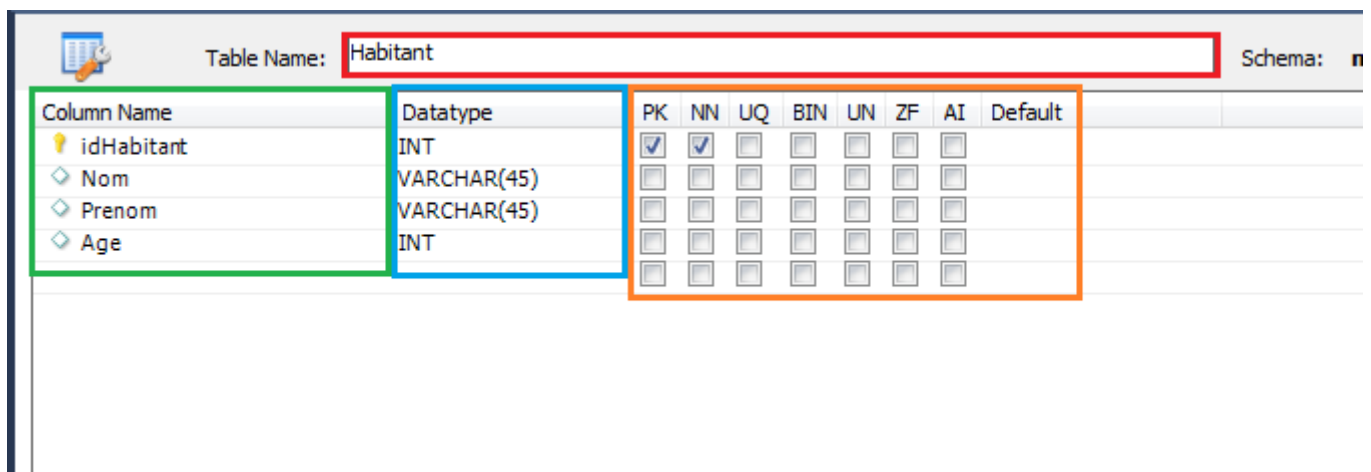 Table Name: Habitant Schema:
Column Name Datatype PK NN UQ BIN UN ZF AI Default
idHabitant INT
Nom VARCHAR(45)
Prenom VARCHAR(45)
Age INT